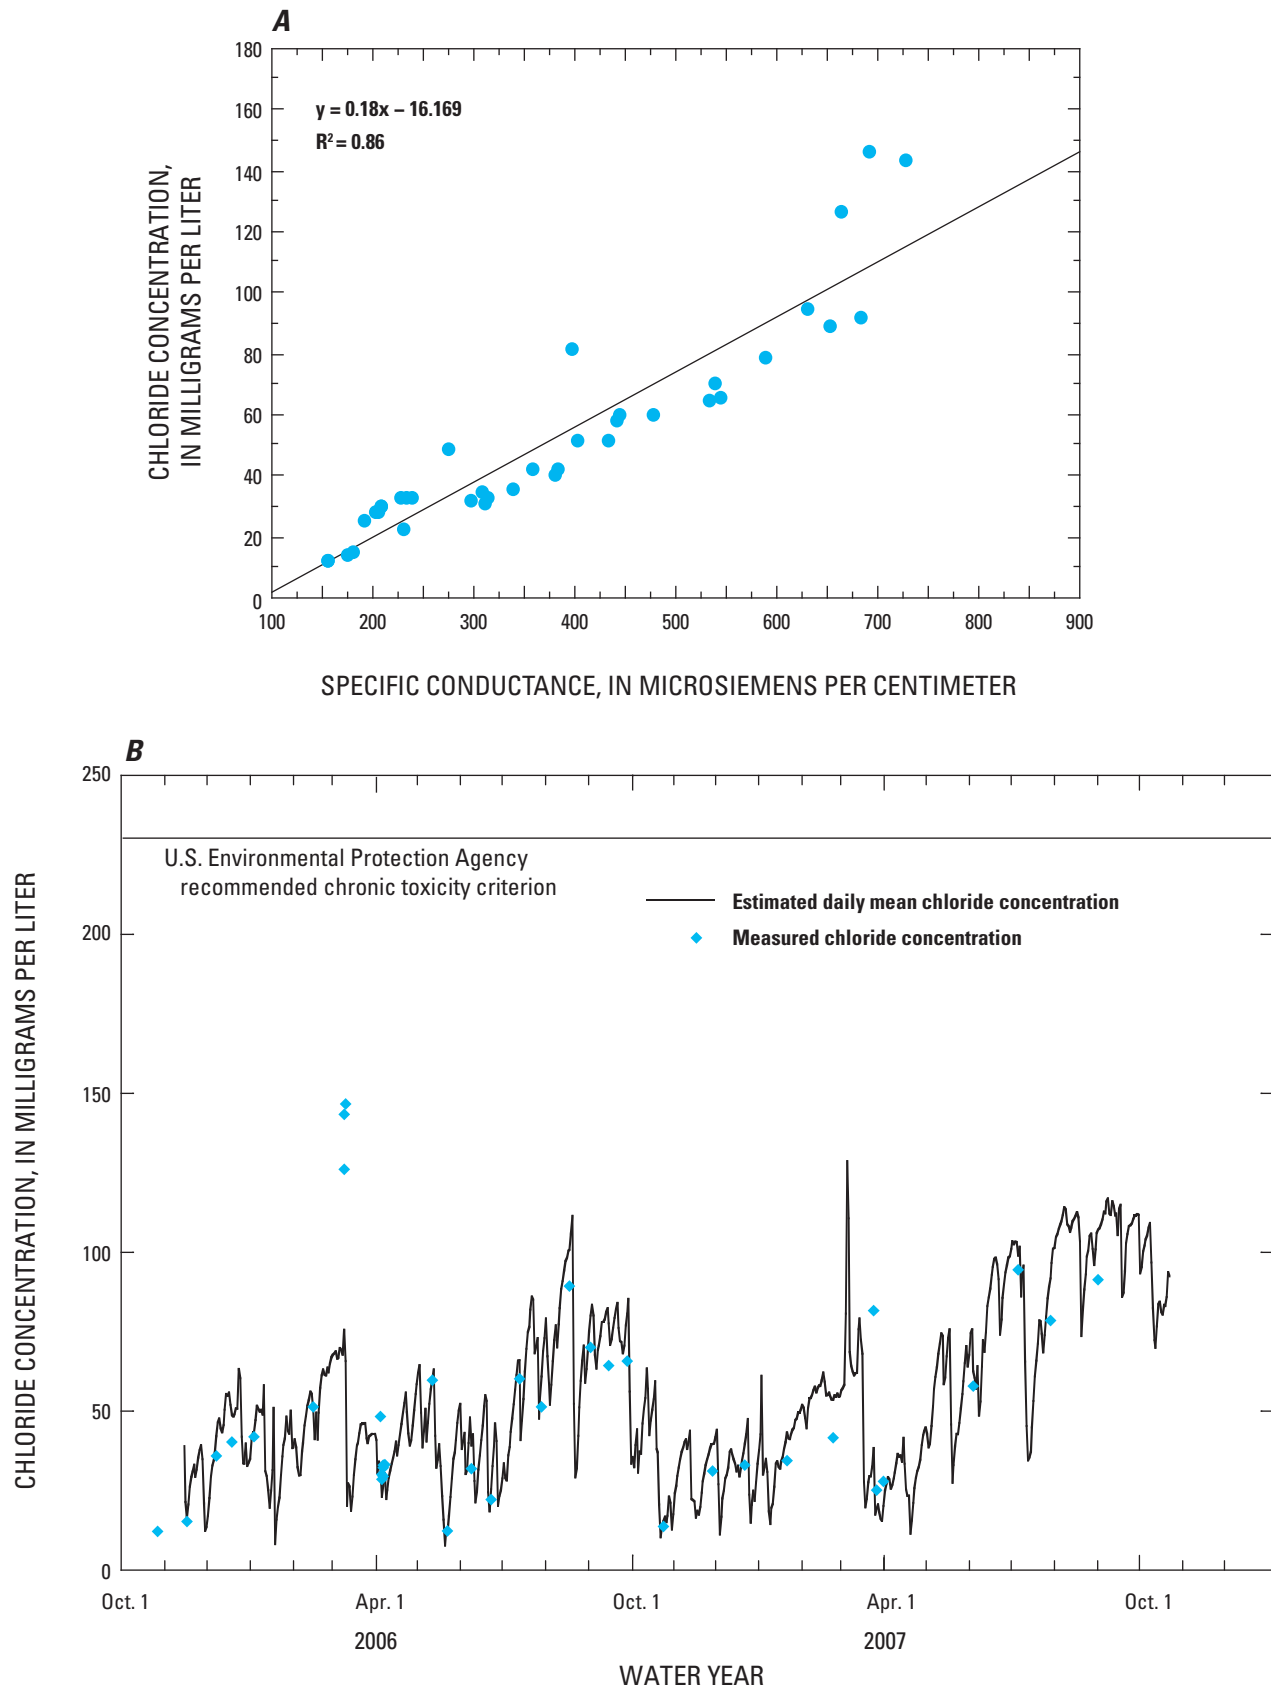 A
180
160
140
120
100
80
60
40
20
0
y = 0.18x – 16.169
R² = 0.86
CHLORIDE CONCENTRATION,
IN MILLIGRAMS PER LITER
100 200 300 400 500 600 700 800 900
SPECIFIC CONDUCTANCE, IN MICROSIEMENS PER CENTIMETER
B
250
200
150
100
50
0
U.S. Environmental Protection Agency
recommended chronic toxicity criterion
Estimated daily mean chloride concentration
Measured chloride concentration
CHLORIDE CONCENTRATION, IN MILLIGRAMS PER LITER
Oct. 1 Apr. 1 Oct. 1 Apr. 1 Oct. 1
2006 2007
WATER YEAR